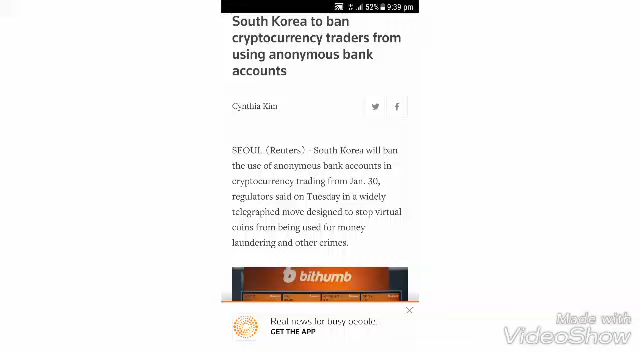 52% 9:39 pm
South Korea to ban
cryptocurrency traders from
using anonymous bank
accounts
Cynthia Kim
SEOUL (Reuters) - South Korea will ban
the use of anonymous bank accounts in
cryptocurrency trading from Jan. 30,
regulators said on Tuesday in a widely
telegraphed move designed to stop virtual
coins from being used for money
laundering and other crimes.
bithumb
Real news for busy people.
GET THE APP
Made with
VideoShow